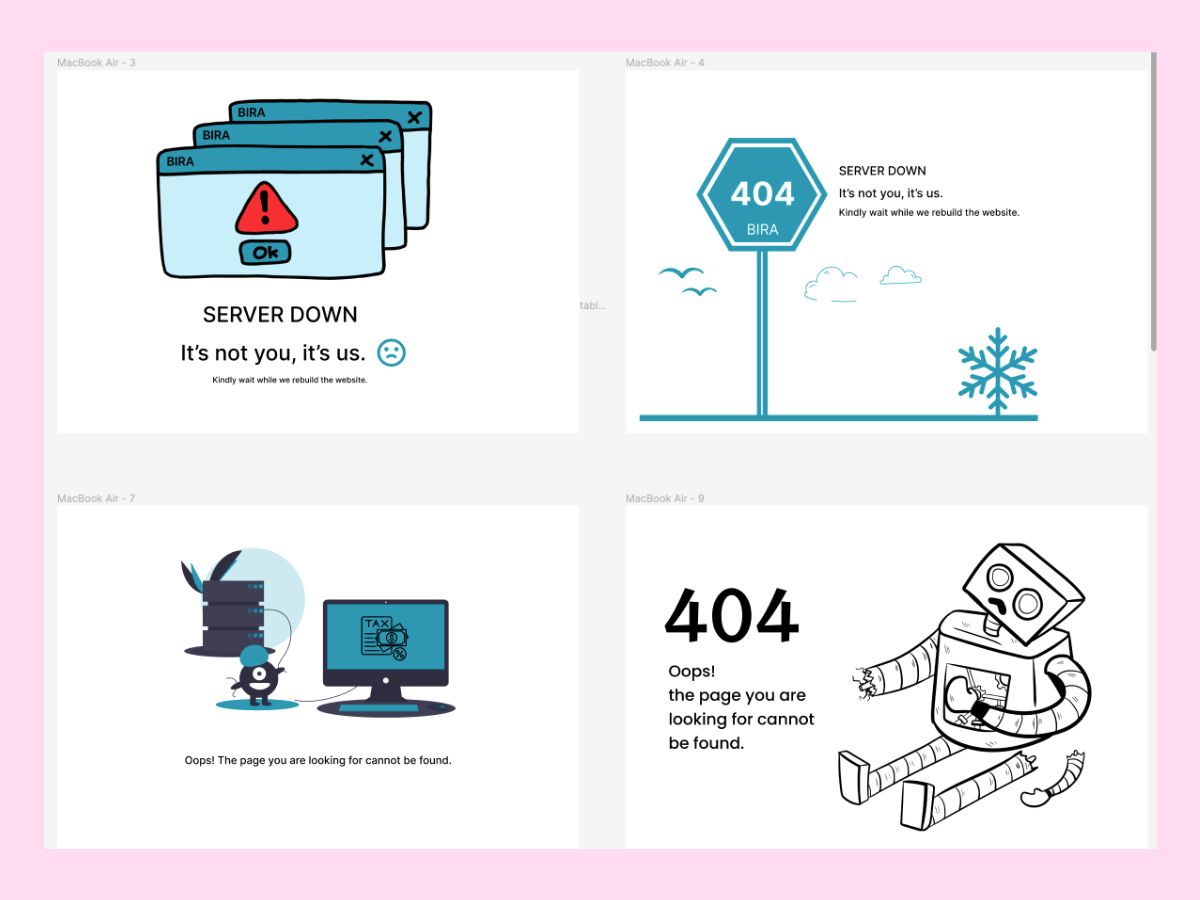 MacBook Air - 3
BIRA
BIRA
BIRA
Ok
SERVER DOWN
It's not you, it's us.
Kindly wait while we rebuild the website.
tabl...
MacBook Air - 4
404
BIRA
SERVER DOWN
It's not you, it's us.
Kindly wait while we rebuild the website.
MacBook Air - 7
TAX
Oops! The page you are looking for cannot be found.
MacBook Air - 9
404
Oops!
the page you are
looking for cannot
be found.